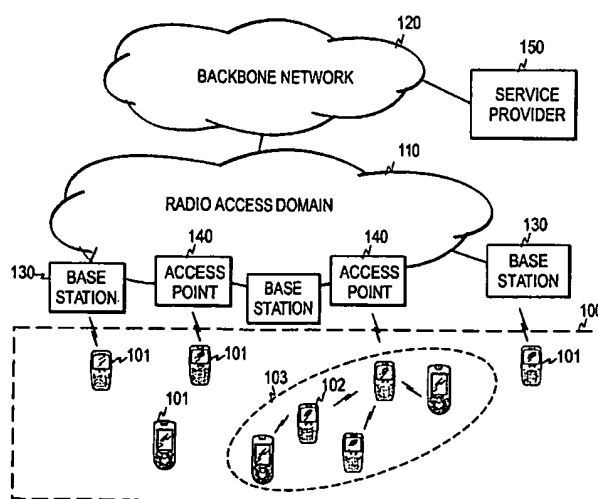 120
BACKBONE NETWORK
150
SERVICE
PROVIDER
110
RADIO ACCESS DOMAIN
140
140
130
130
BASE
STATION
ACCESS
POINT
BASE
STATION
ACCESS
POINT
BASE
STATION
100
101
101
101
101
103
102